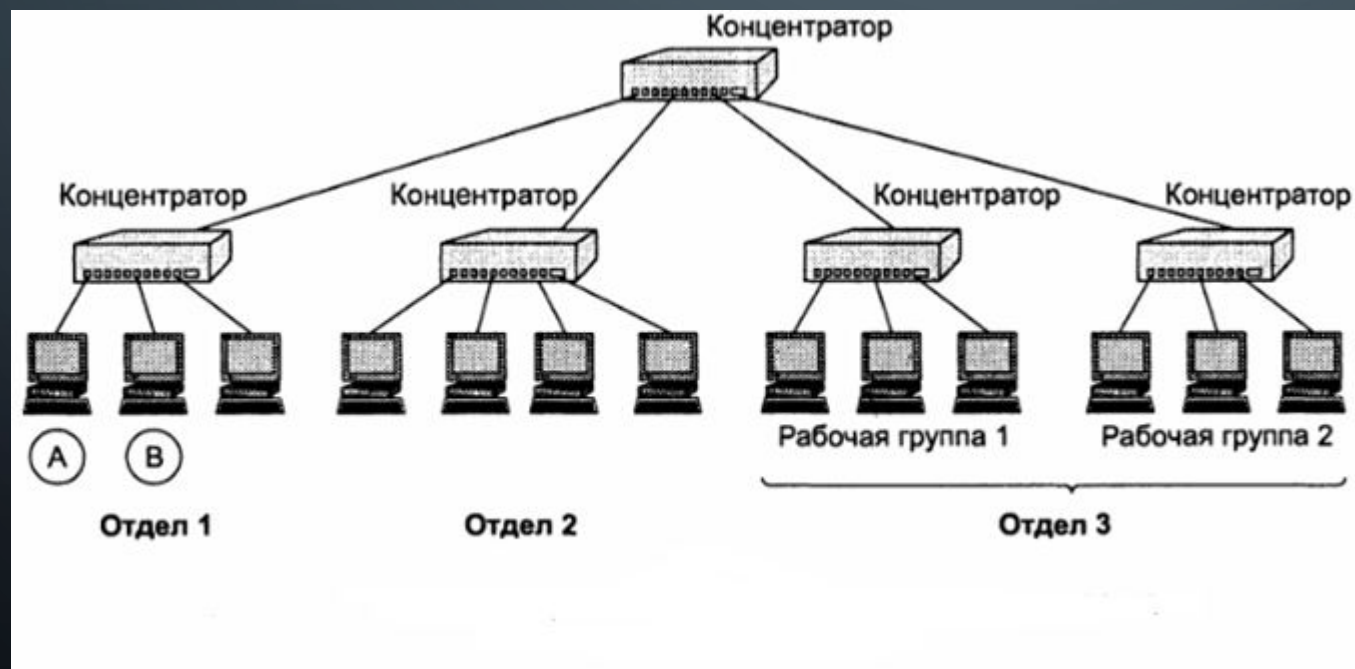 Концентратор
Концентратор Концентратор Концентратор Концентратор
Рабочая группа 1 Рабочая группа 2
A B
Отдел 1 Отдел 2 Отдел 3